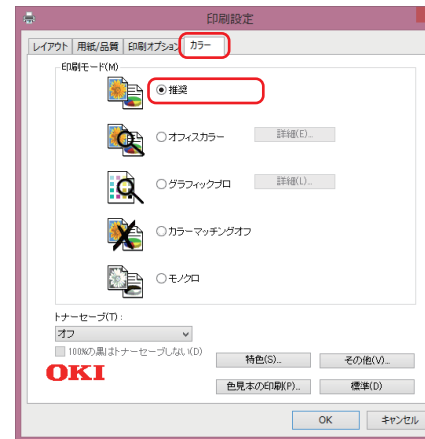 印刷設定
レイアウト 用紙/品質 印刷オプション カラー
印刷モード(M)
推奨
オフィスカラー 詳細(E)...
グラフィックプロ 詳細(L)...
カラーマッチングオフ
モノクロ
トナーセーブ(T):
オフ
100%の黒はトナーセーブしない(D)
特色(S)... その他(V)...
OKI
色見本の印刷(P)... 標準(D)
OK キャンセル